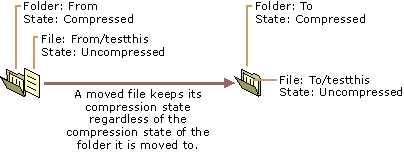 Folder: From
State: Compressed
File: From/testthis
State: Uncompressed
Folder: To
State: Compressed
File: To/testthis
State: Uncompressed
A moved file keeps its
compression state
regardless of the
compression state of the
folder it is moved to.